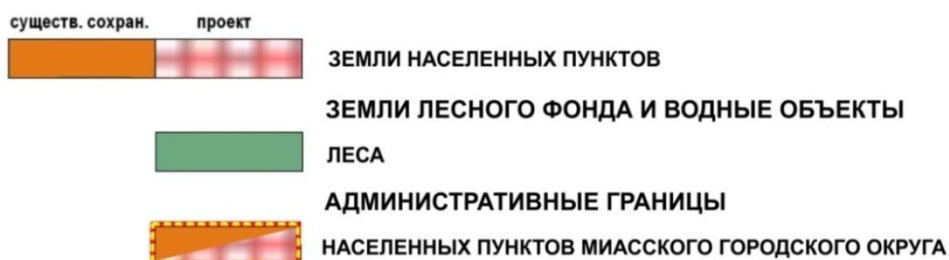 существ. сохран. проект
ЗЕМЛИ НАСЕЛЕННЫХ ПУНКТОВ
ЗЕМЛИ ЛЕСНОГО ФОНДА И ВОДНЫЕ ОБЪЕКТЫ
ЛЕСА
АДМИНИСТРАТИВНЫЕ ГРАНИЦЫ
НАСЕЛЕННЫХ ПУНКТОВ МИАССКОГО ГОРОДСКОГО ОКРУГА